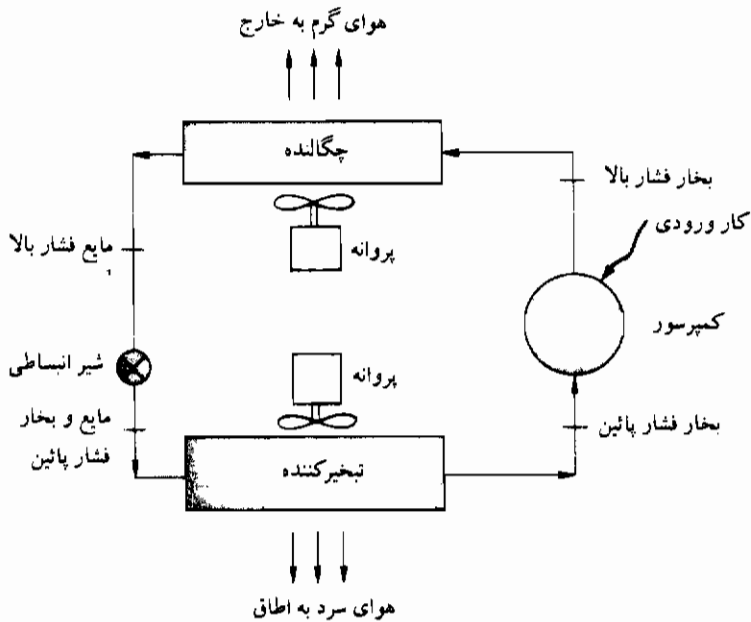 هوای گرم به خارج
چگالنده
بخار فشار بالا
کار ورودی
مایع فشار بالا
پروانه
کمپرسور
شیر انبساطی
پروانه
مایع و بخار
فشار پائین
بخار فشار پائین
تبخیرکننده
هوای سرد به اطاق